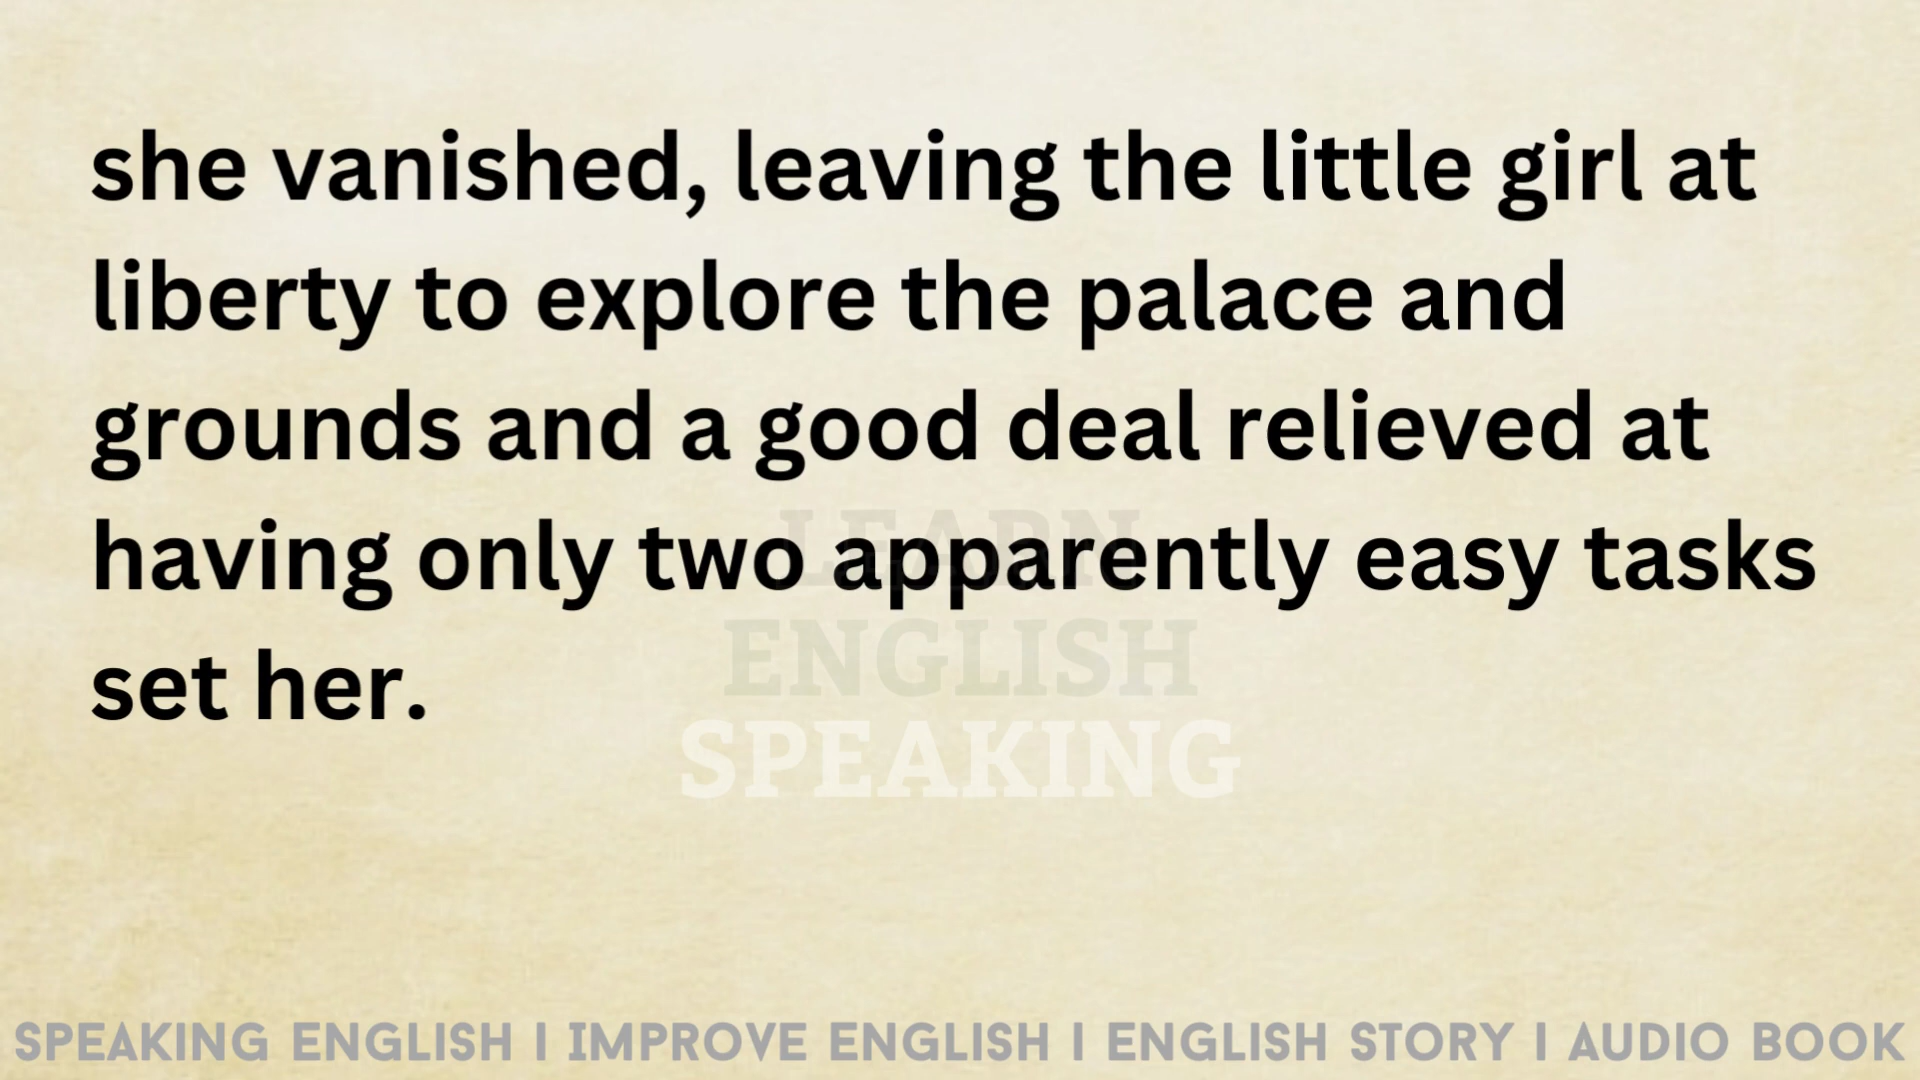 she vanished, leaving the little girl at
liberty to explore the palace and
grounds and a good deal relieved at
having only two apparently easy tasks
set her.
LEARN
ENGLISH
SPEAKING
SPEAKING ENGLISH I IMPROVE ENGLISH I ENGLISH STORY I AUDIO BOOK